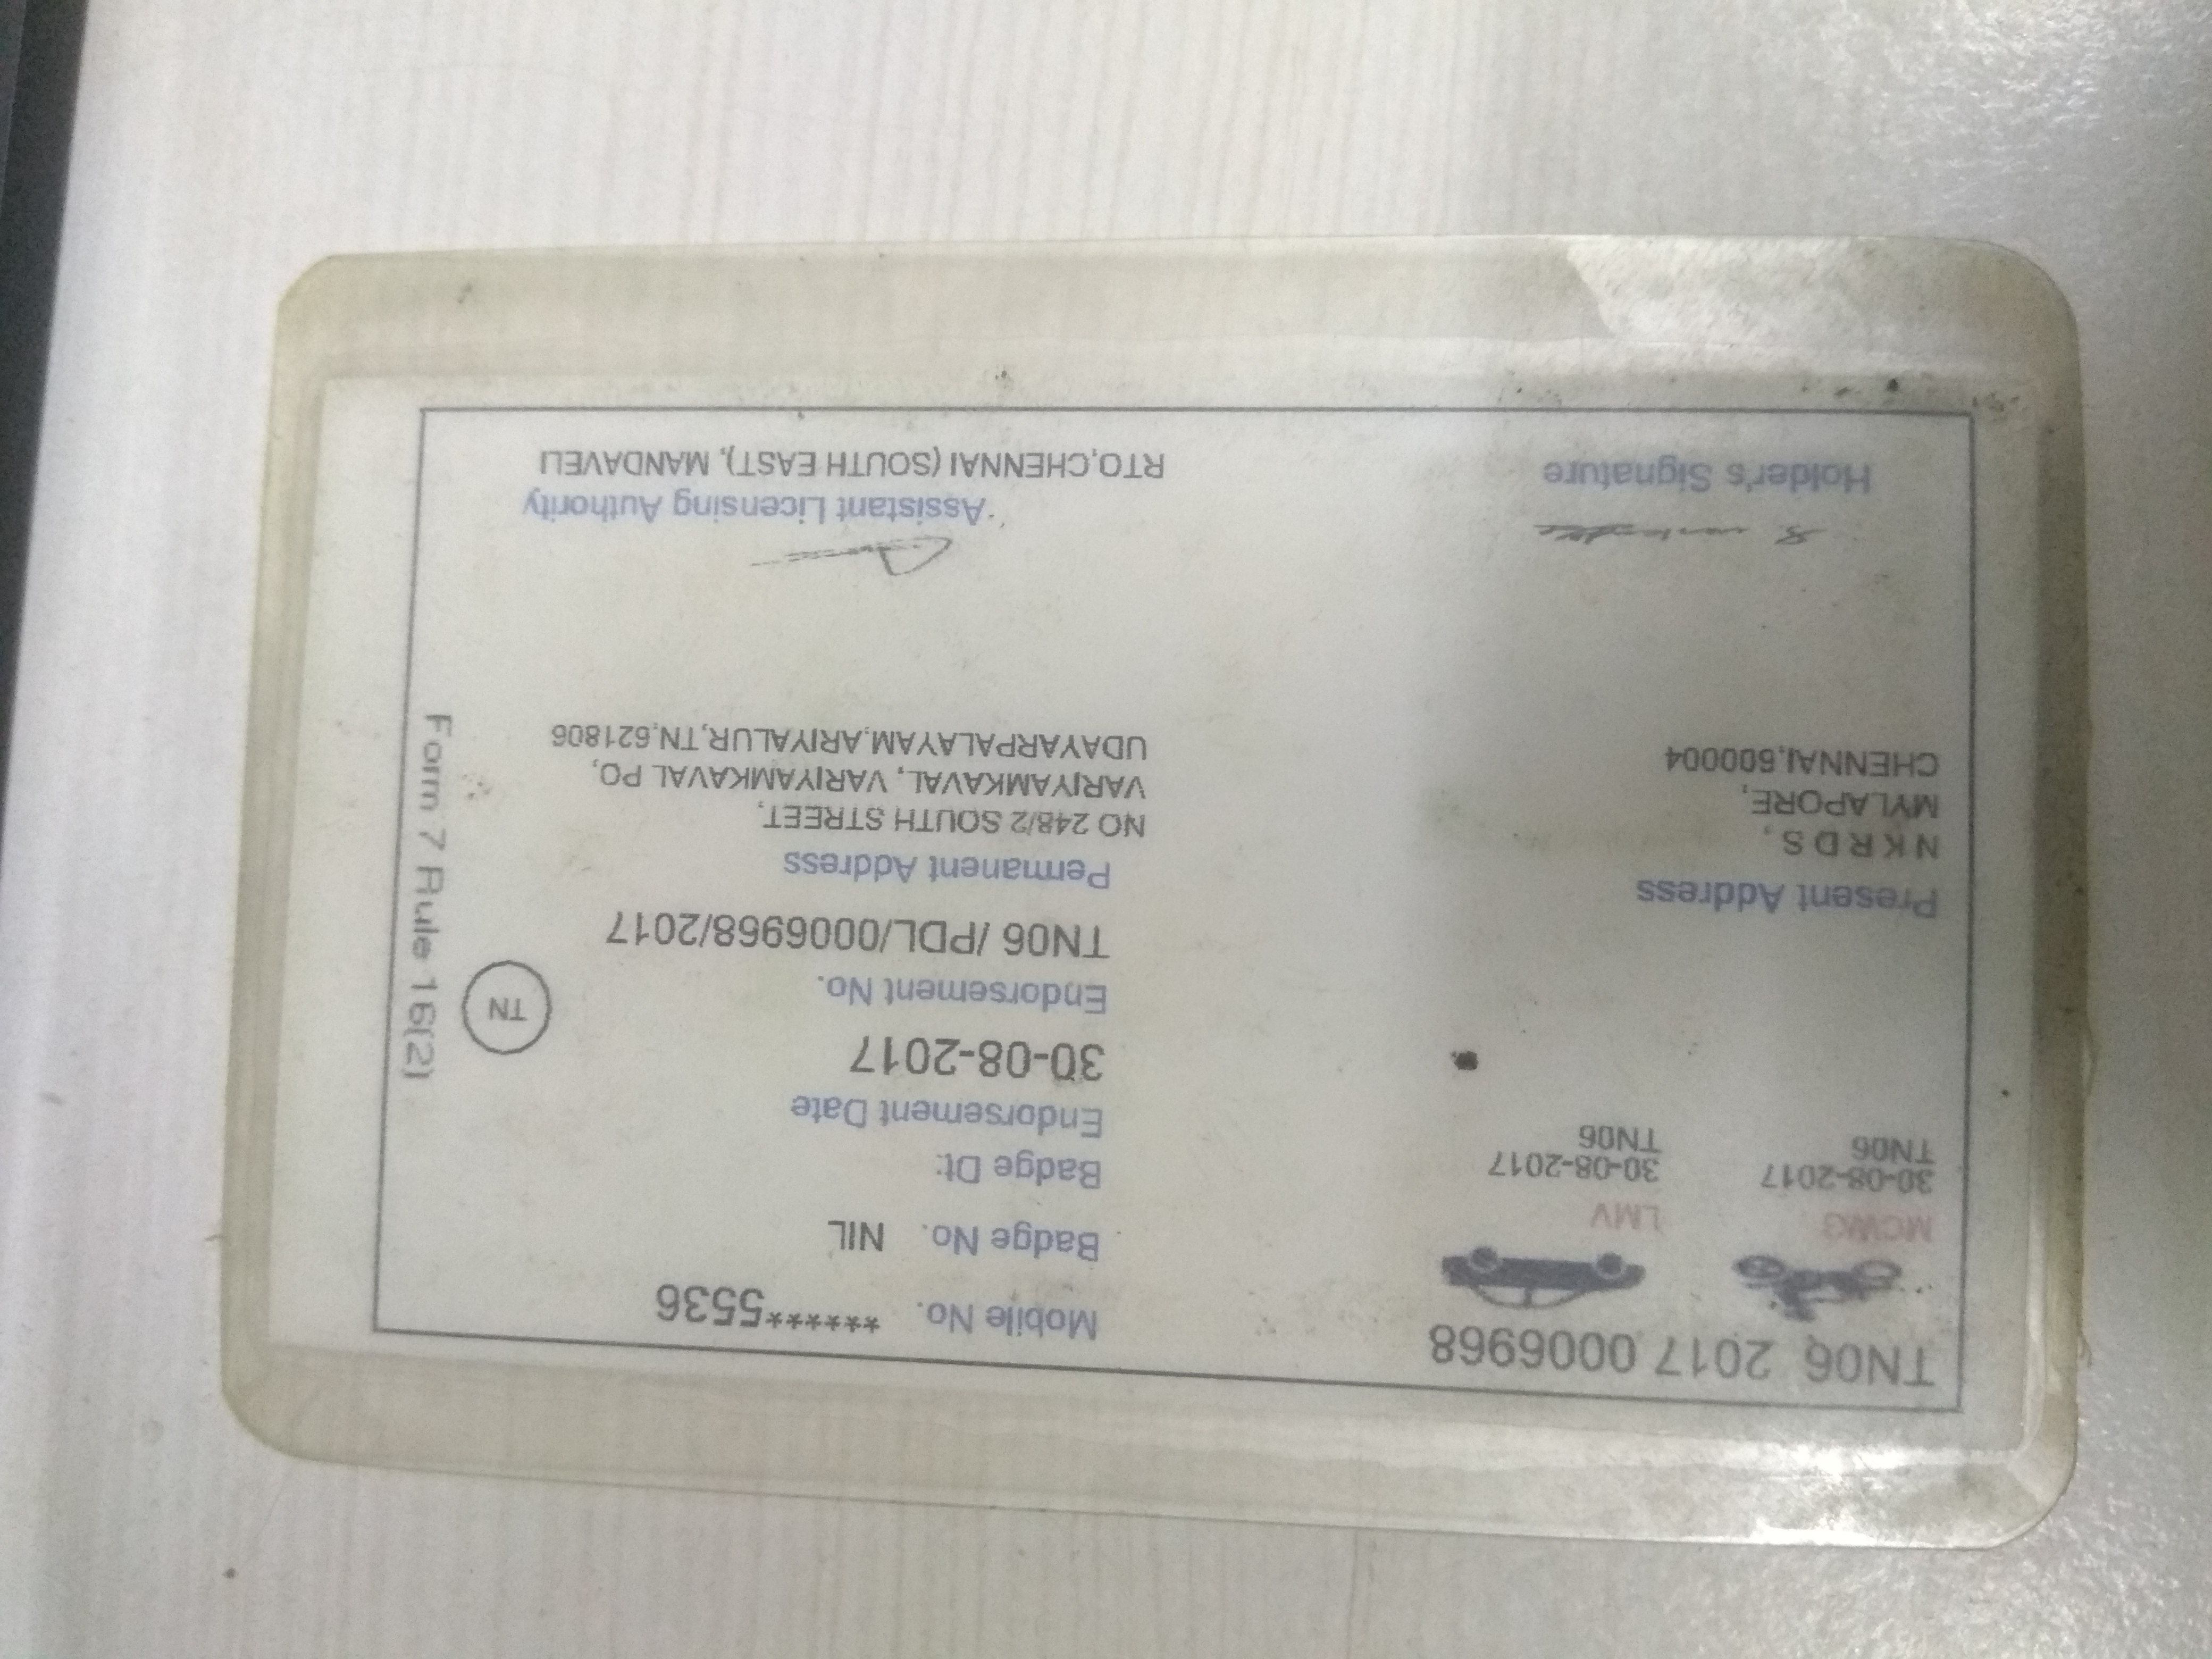 TN06 2017 0006968
MCWG
30-08-2017
TN06
LMV
30-08-2017
TN06
Present Address
N K R D S ,
MYLAPORE,
CHENNAI,600004
Holder's Signature
Mobile No. ******5536
Badge No. NIL
Badge Dt:
Endorsement Date
30-08-2017
Endorsement No.
TN06 /PDL/0006968/2017
Permanent Address
NO 248/2 SOUTH STREET,
VARIYAMKAVAL, VARIYAMKAVAL PO,
UDAYARPALAYAM,ARIYALUR,TN,621806
Assistant Licensing Authority
RTO,CHENNAI (SOUTH EAST), MANDAVELI
TN
Form 7 Rule 16(2)